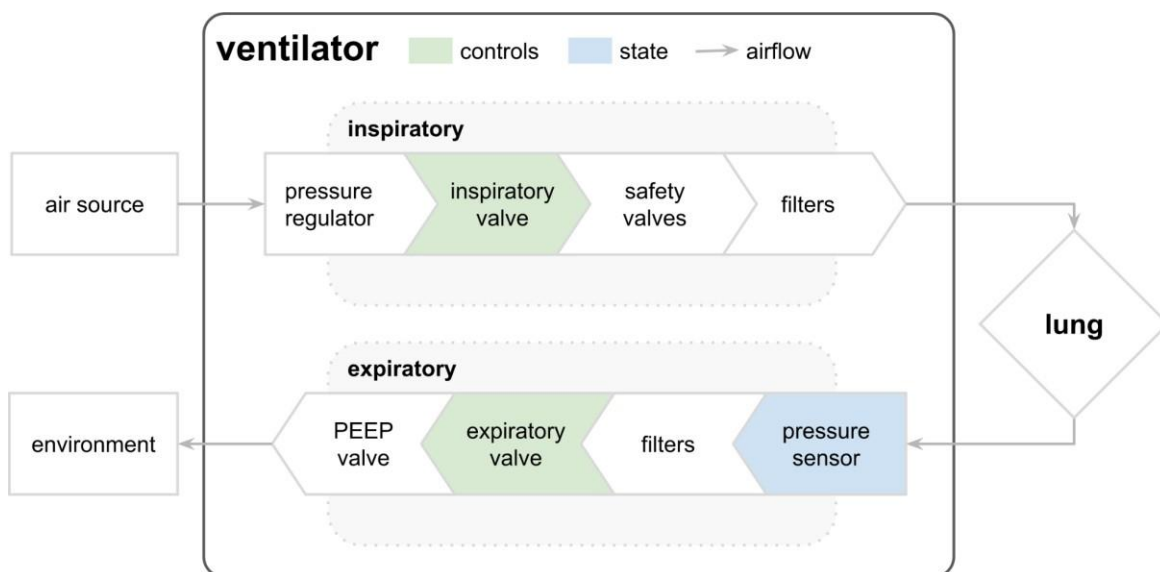 ventilator
controls
state
airflow
inspiratory
air source
pressure
regulator
inspiratory
valve
safety
valves
filters
lung
expiratory
environment
PEEP
valve
expiratory
valve
filters
pressure
sensor